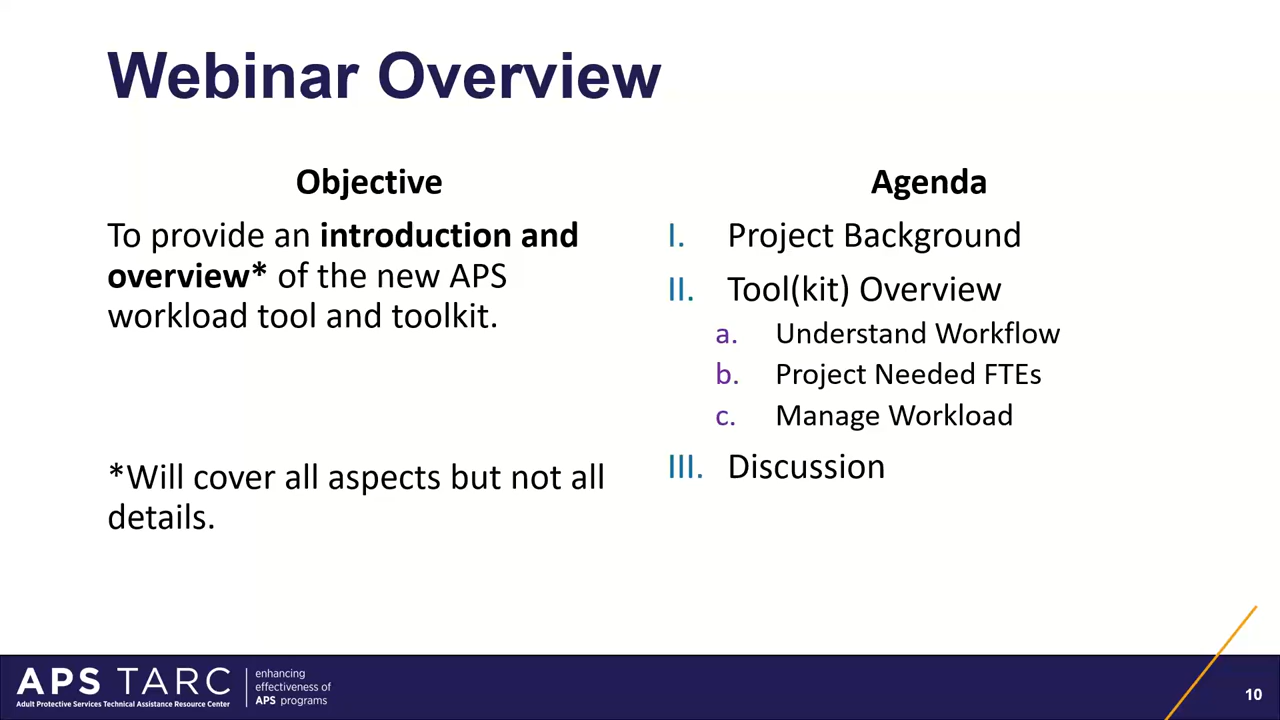 Webinar Overview
Objective
To provide an introduction and
overview* of the new APS
workload tool and toolkit.
*Will cover all aspects but not all
details.
Agenda
I. Project Background
II. Tool(kit) Overview
a. Understand Workflow
b. Project Needed FTEs
c. Manage Workload
III. Discussion
APS TARC
Adult Protective Services Technical Assistance Resource Center
enhancing
effectiveness of
APS programs
10